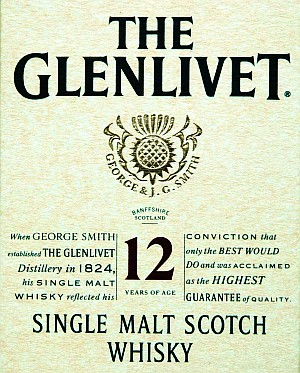 THE
GLENLIVET®
GEORGE & J. G. SMITH
BANFFSHIRE
SCOTLAND
When GEORGE SMITH
established THE GLENLIVET
Distillery in 1824,
his SINGLE MALT
WHISKY reflected his
12
YEARS OF AGE
CONVICTION that
only the BEST WOULD
DO and was ACCLAIMED
as the HIGHEST
GUARANTEE of QUALITY.
SINGLE MALT SCOTCH
WHISKY